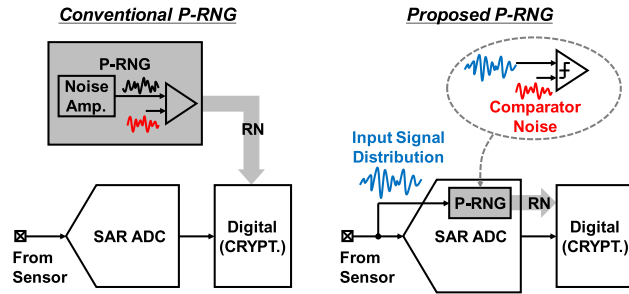 Conventional P-RNG
P-RNG
Noise
Amp.
RN
SAR ADC
Digital
(CRYPT.)
From
Sensor
Proposed P-RNG
Comparator
Noise
Input Signal
Distribution
P-RNG
RN
SAR ADC
Digital
(CRYPT.)
From
Sensor